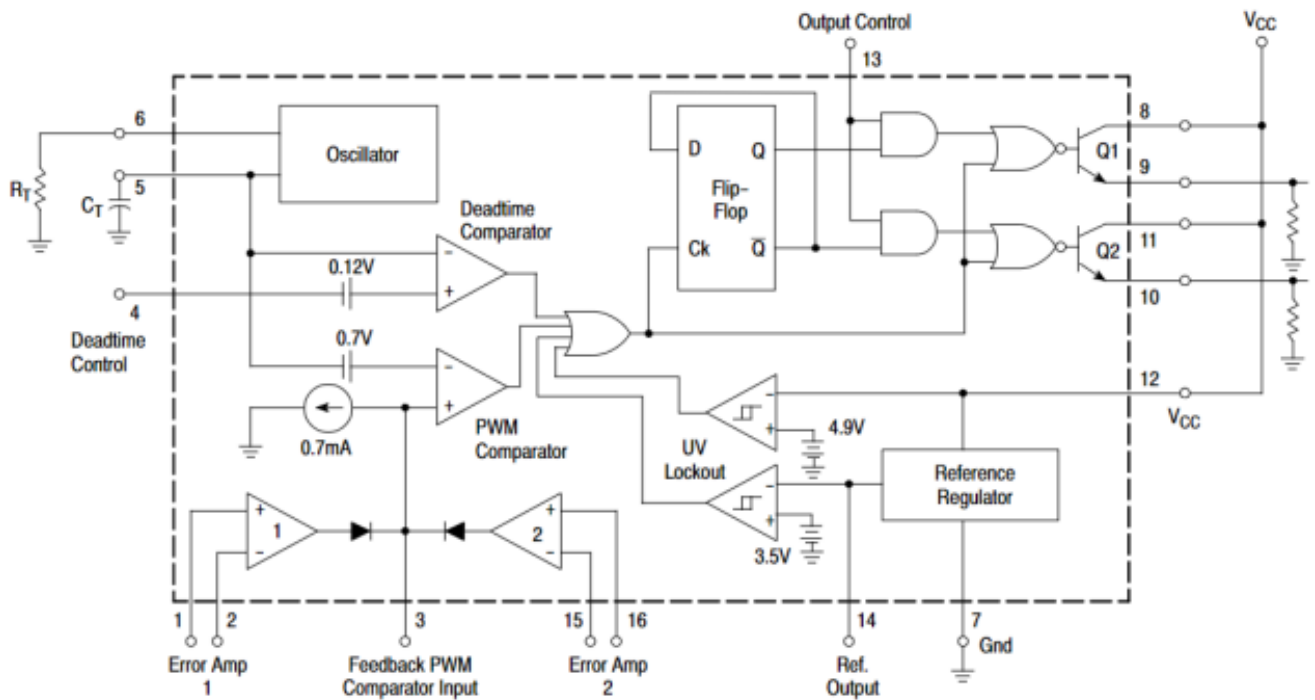 Output Control
13
VCC
6
Oscillator
RT
5
CT
D
Q
Flip-
Flop
Ck
Q̅
8
Q1
9
11
Q2
10
Deadtime
Comparator
0.12V
-
+
4
Deadtime
Control
0.7V
-
+
0.7mA
PWM
Comparator
UV
Lockout
-
+
4.9V
-
+
3.5V
12
VCC
Reference
Regulator
+
1
-
+
2
-
1
2
3
15
16
14
7
Gnd
Error Amp
1
Feedback PWM
Comparator Input
Error Amp
2
Ref.
Output